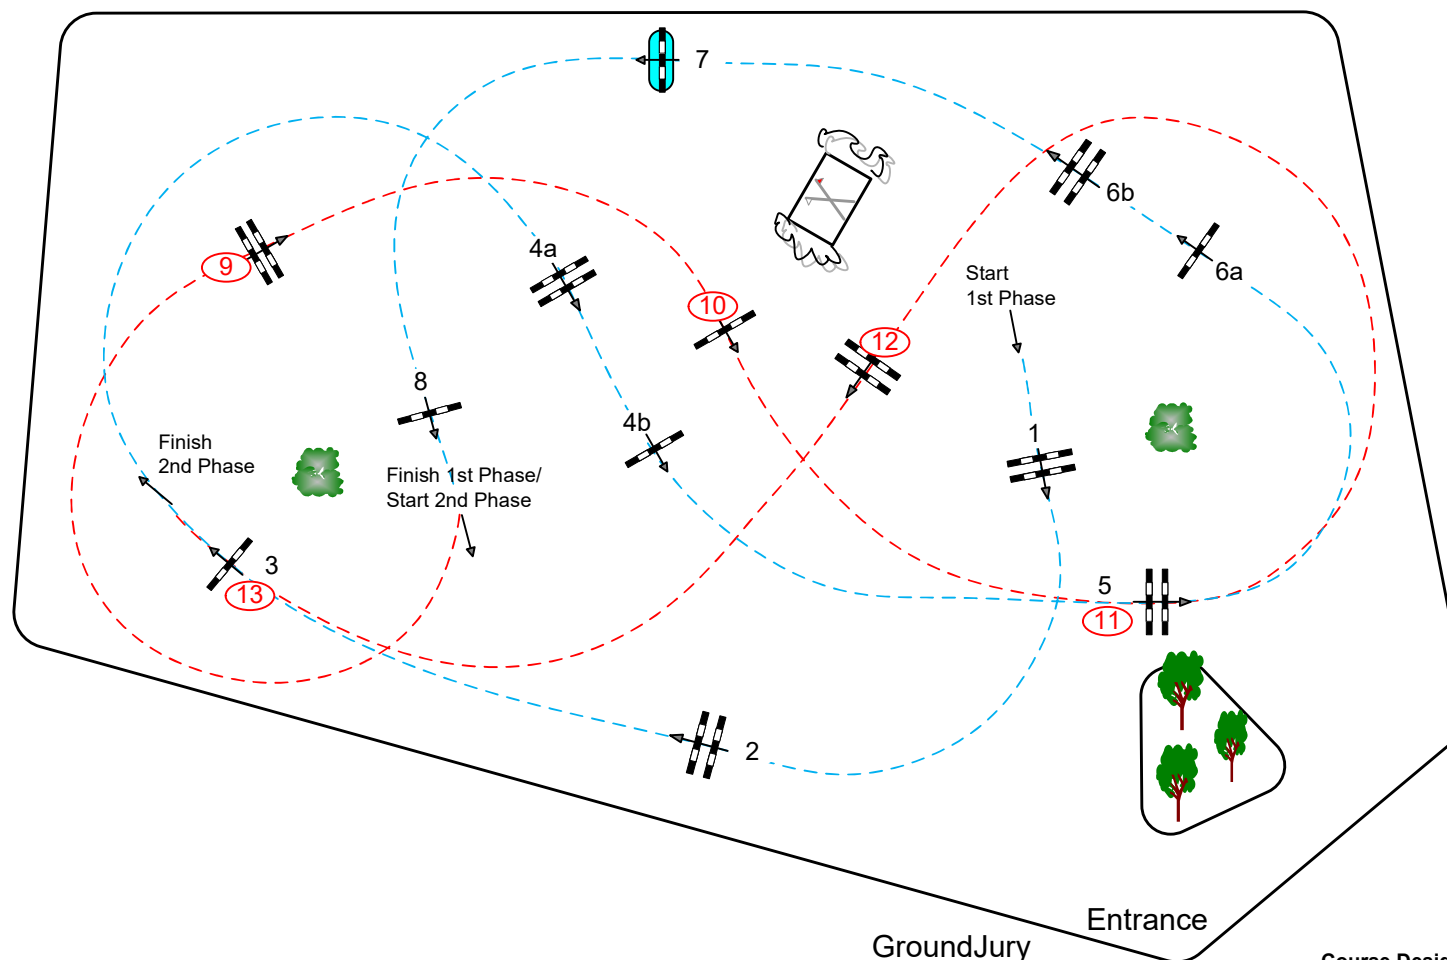 7
6b
9
4a
6a
Start
1st Phase
10
12
8
4b
1
Finish
2nd Phase
Finish 1st Phase/
Start 2nd Phase
3
5
13
11
2
Entrance
GroundJury
Course